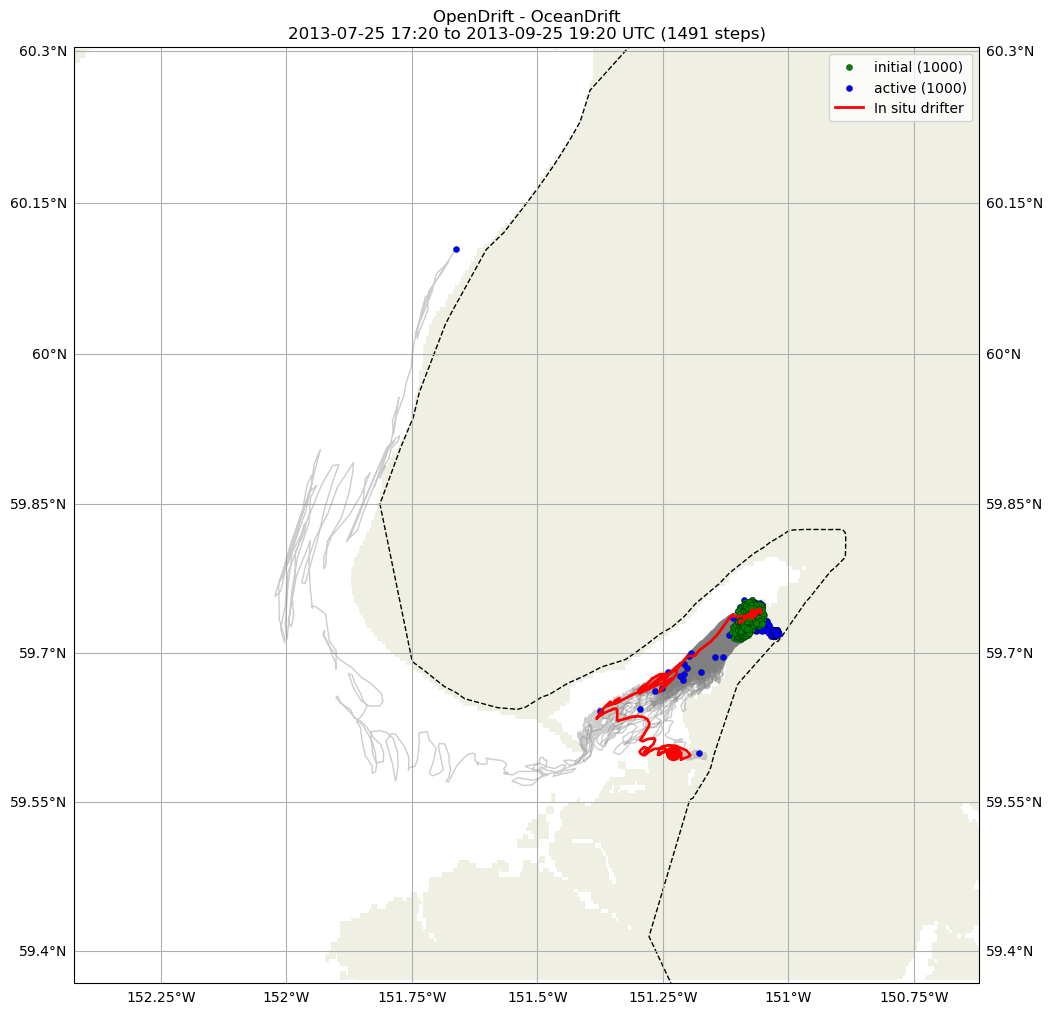 OpenDrift - OceanDrift
2013-07-25 17:20 to 2013-09-25 19:20 UTC (1491 steps)
60.3°N
60.3°N
initial (1000)
active (1000)
In situ drifter
60.15°N
60.15°N
60°N
60°N
59.85°N
59.85°N
59.7°N
59.7°N
59.55°N
59.55°N
59.4°N
59.4°N
152.25°W
152°W
151.75°W
151.5°W
151.25°W
151°W
150.75°W